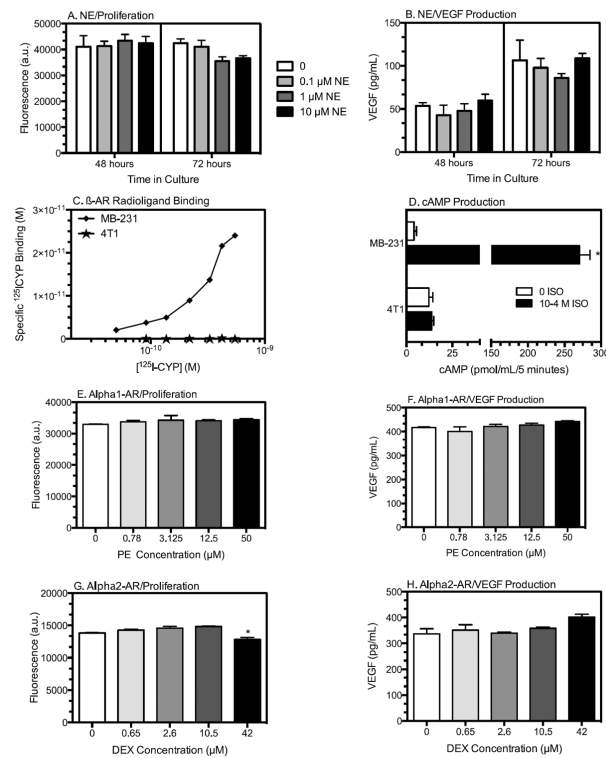 A. NE/Proliferation
50000
40000
30000
20000
10000
0
Fluorescence (a.u.)
48 hours
72 hours
Time in Culture
0
0.1 µM NE
1 µM NE
10 µM NE
B. NE/VEGF Production
150
100
50
0
VEGF (pg/mL)
48 hours
72 hours
Time in Culture
C. ß-AR Radioligand Binding
MB-231
4T1
3×10-11
2×10-11
1×10-11
0
Specific 125ICYP Binding (M)
10-10
10-9
[125I-CYP] (M)
D. cAMP Production
MB-231
4T1
*
0 ISO
10-4 M ISO
0
25
150
200
250
300
cAMP (pmol/mL/5 minutes)
E. Alpha1-AR/Proliferation
40000
30000
20000
10000
0
Fluorescence (a.u.)
0
0.78
3.125
12.5
50
PE Concentration (µM)
F. Alpha1-AR/VEGF Production
500
400
300
200
100
0
VEGF (pg/mL)
0
0.78
3.125
12.5
50
PE Concentration (µM)
G. Alpha2-AR/Proliferation
20000
15000
10000
5000
0
Fluorescence (a.u.)
*
0
0.65
2.6
10.5
42
DEX Concentration (µM)
H. Alpha2-AR/VEGF Production
500
400
300
200
100
0
VEGF (pg/mL)
0
0.65
2.6
10.5
42
DEX Concentration (µM)